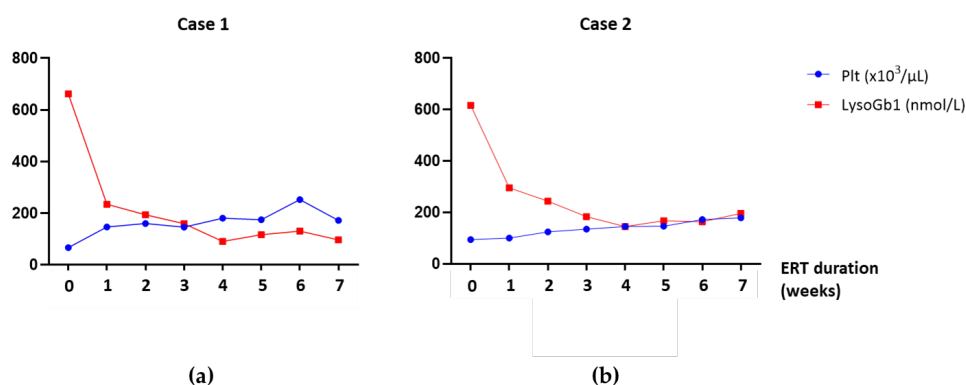 Case 1
800
600
400
200
0
0 1 2 3 4 5 6 7
(a)
Case 2
800
600
400
200
0
0 1 2 3 4 5 6 7
(b)
Plt (x10³/µL)
LysoGb1 (nmol/L)
ERT duration
(weeks)